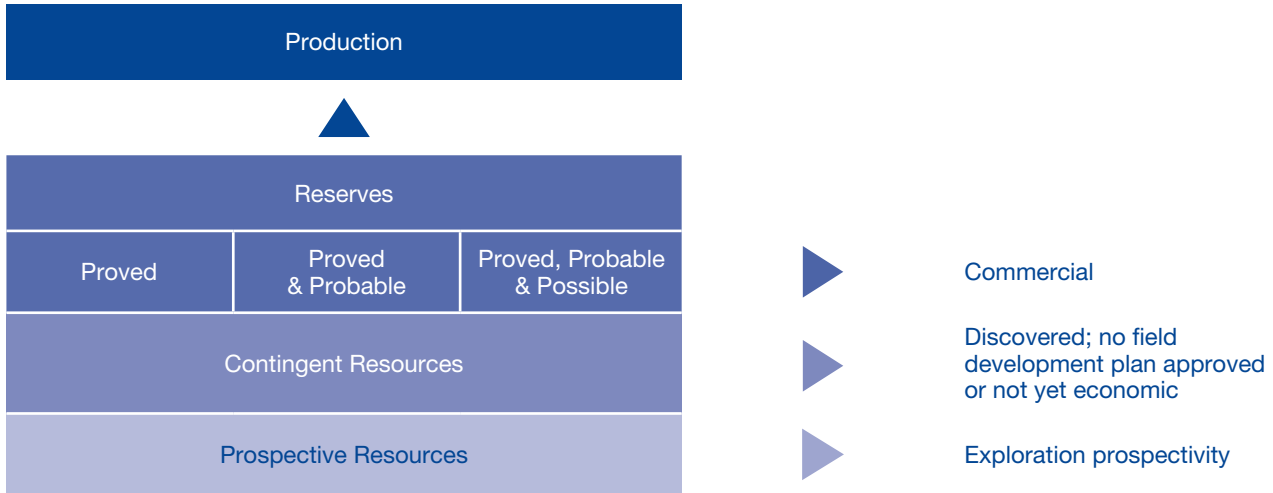 Production
Reserves
Proved
Proved
& Probable
Proved, Probable
& Possible
Commercial
Contingent Resources
Discovered; no field
development plan approved
or not yet economic
Prospective Resources
Exploration prospectivity